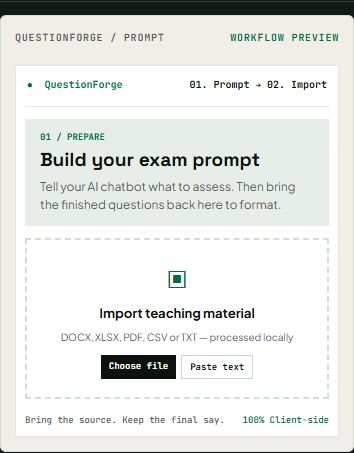 QUESTIONFORGE / PROMPT
WORKFLOW PREVIEW
QuestionForge
01. Prompt → 02. Import
01 / PREPARE
Build your exam prompt
Tell your AI chatbot what to assess. Then bring
the finished questions back here to format.
Import teaching material
DOCX, XLSX, PDF, CSV or TXT — processed locally
Choose file
Paste text
Bring the source. Keep the final say.
100% Client-side